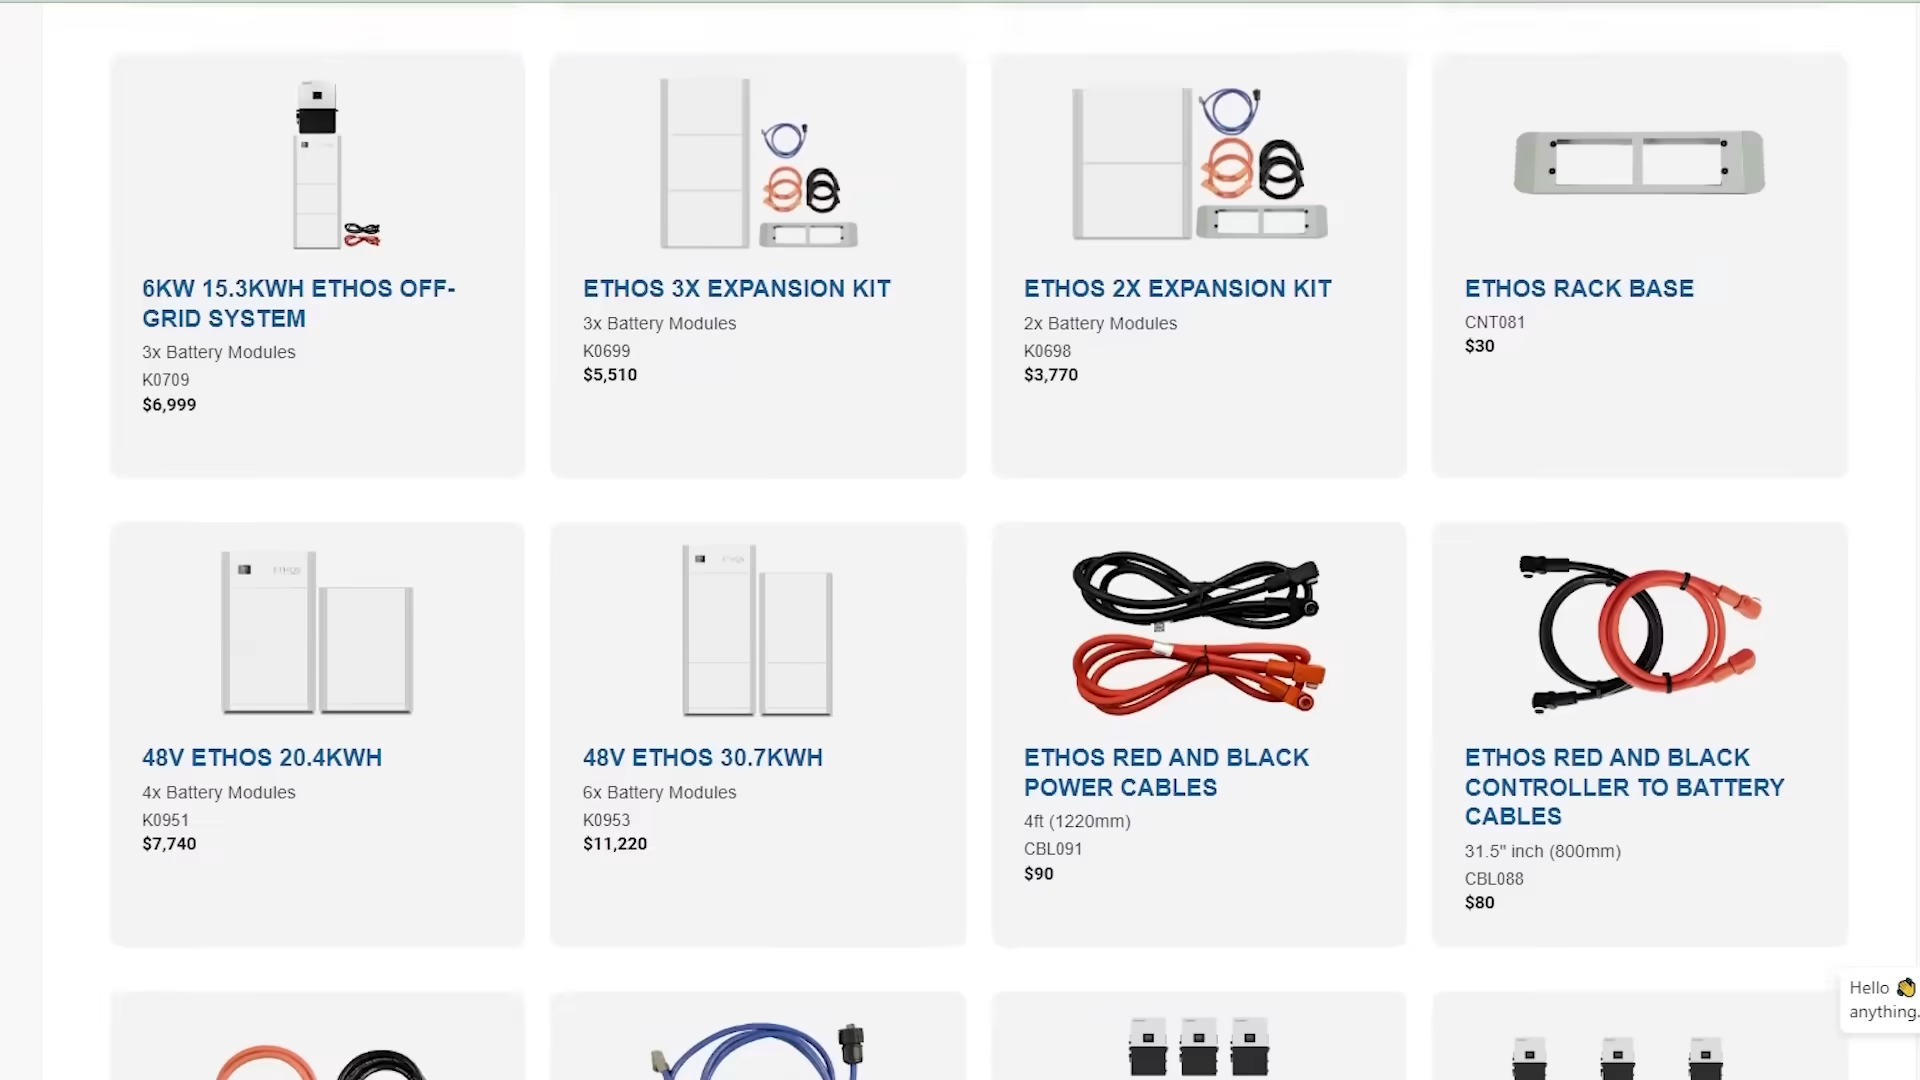 6KW 15.3KWH ETHOS OFF-
GRID SYSTEM
3x Battery Modules
K0709
$6,999
ETHOS 3X EXPANSION KIT
3x Battery Modules
K0699
$5,510
ETHOS 2X EXPANSION KIT
2x Battery Modules
K0698
$3,770
ETHOS RACK BASE
CNT081
$30
ETHOS
48V ETHOS 20.4KWH
4x Battery Modules
K0951
$7,740
ETHOS
48V ETHOS 30.7KWH
6x Battery Modules
K0953
$11,220
ETHOS RED AND BLACK
POWER CABLES
4ft (1220mm)
CBL091
$90
ETHOS RED AND BLACK
CONTROLLER TO BATTERY
CABLES
31.5" inch (800mm)
CBL088
$80
Hello 👋
anything.